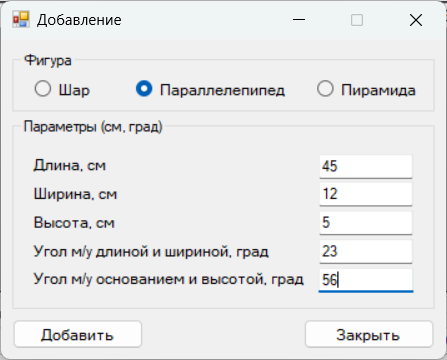 Добавление
Фигура
Шар Параллелепипед Пирамида
Параметры (см, град)
Длина, см 45
Ширина, см 12
Высота, см 5
Угол м/у длиной и шириной, град 23
Угол м/у основанием и высотой, град 56
Добавить Закрыть